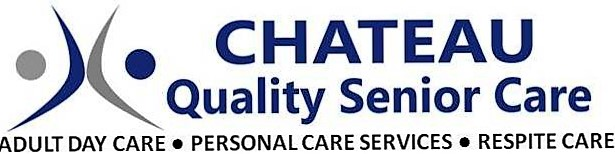 CHATEAU
Quality Senior Care
ADULT DAY CARE ● PERSONAL CARE SERVICES ● RESPITE CARE